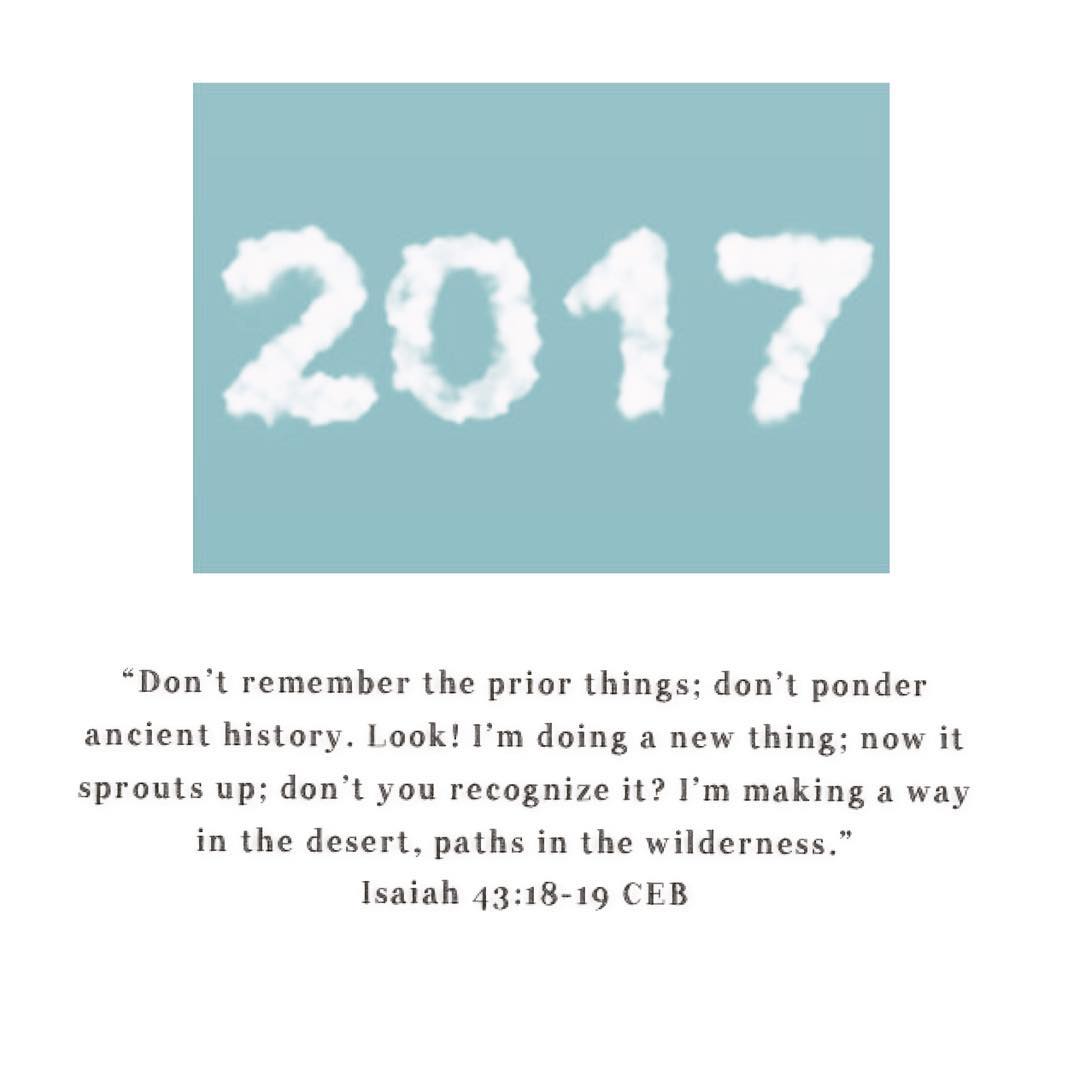 2017
“Don’t remember the prior things; don’t ponder
ancient history. Look! I’m doing a new thing; now it
sprouts up; don’t you recognize it? I’m making a way
in the desert, paths in the wilderness.”
Isaiah 43:18-19 CEB